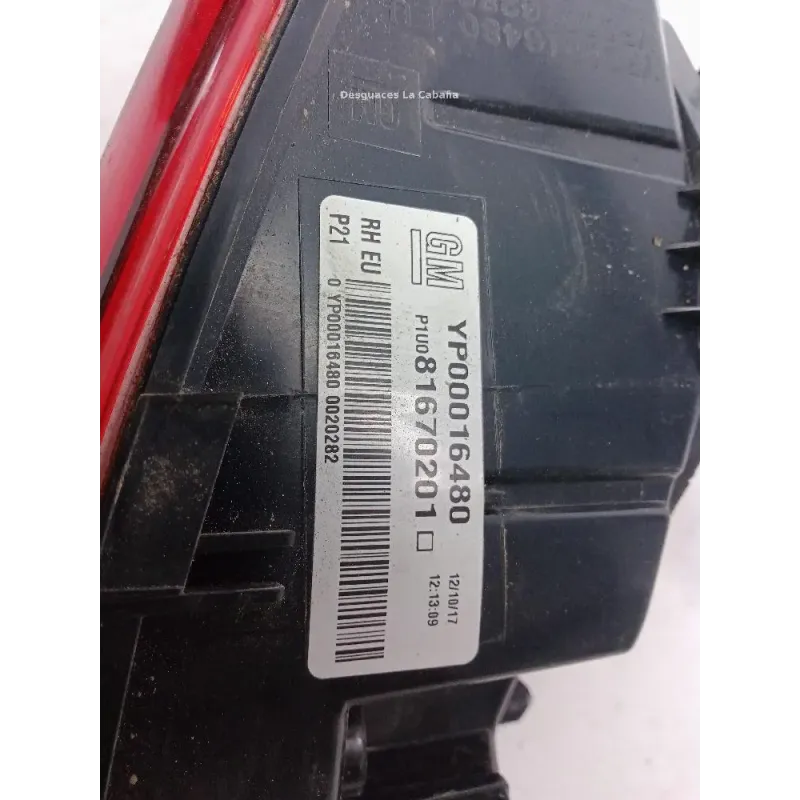 Desguaces La Cabaña
GM
YP00016480
P1U0 81670201
12/10/17
12:13:09
RH EU
P21
0 YP00016480 0020282